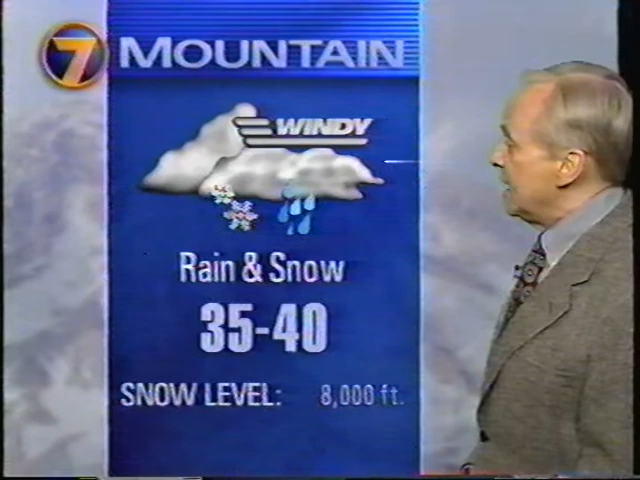 7 MOUNTAIN
WINDY
Rain & Snow
35-40
SNOW LEVEL: 8,000 ft.